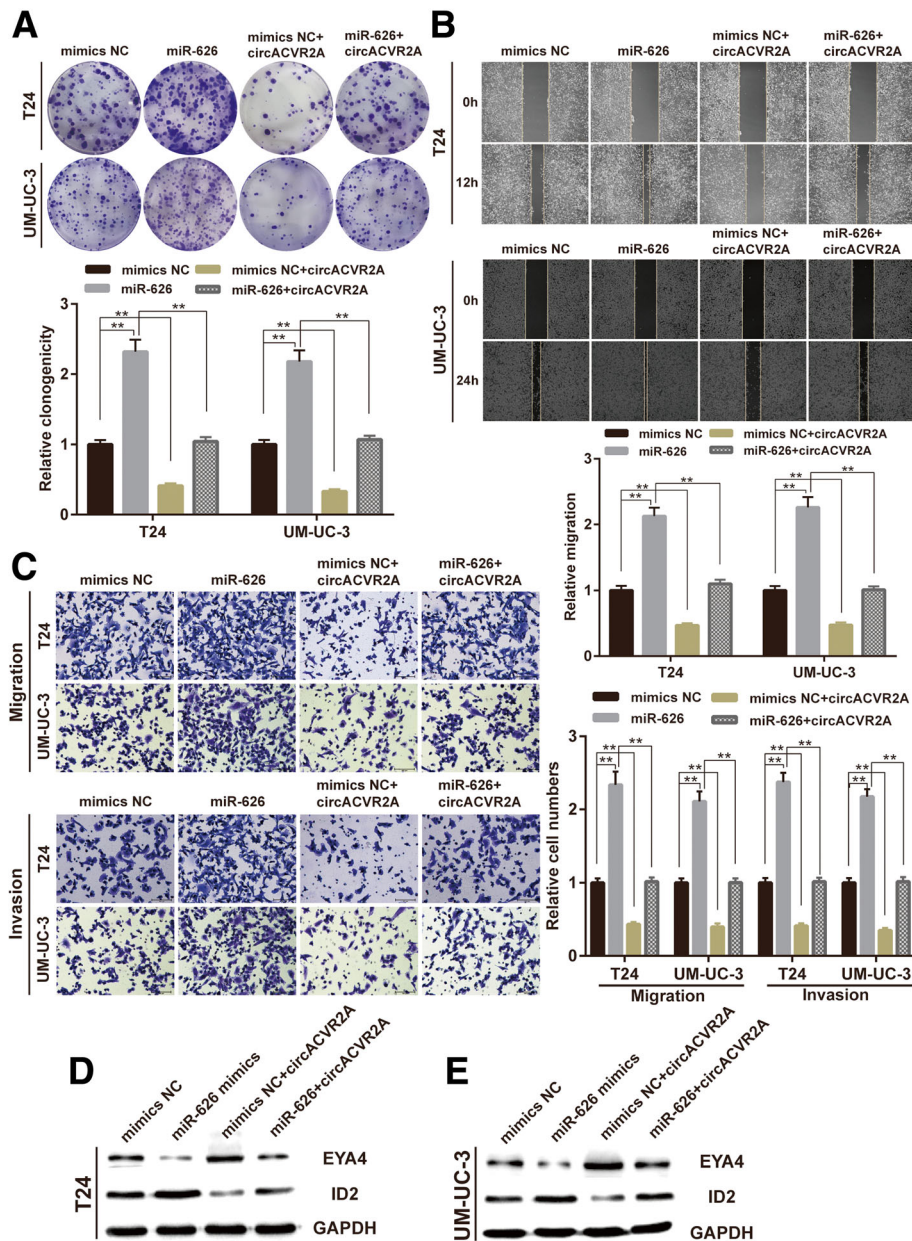 A
mimics NC
miR-626
mimics NC+
circACVR2A
miR-626+
circACVR2A
T24
UM-UC-3
mimics NC
mimics NC+circACVR2A
miR-626
miR-626+circACVR2A
Relative clonogenicity
3
2
1
0
**
**
**
**
**
**
T24
UM-UC-3
B
mimics NC
miR-626
mimics NC+
circACVR2A
miR-626+
circACVR2A
T24
0h
12h
mimics NC
miR-626
mimics NC+
circACVR2A
miR-626+
circACVR2A
UM-UC-3
0h
24h
mimics NC
mimics NC+circACVR2A
miR-626
miR-626+circACVR2A
Relative migration
3
2
1
0
**
**
**
**
**
**
T24
UM-UC-3
C
mimics NC
miR-626
mimics NC+
circACVR2A
miR-626+
circACVR2A
Migration
T24
UM-UC-3
mimics NC
miR-626
mimics NC+
circACVR2A
miR-626+
circACVR2A
Invasion
T24
UM-UC-3
mimics NC
mimics NC+circACVR2A
miR-626
miR-626+circACVR2A
Relative cell numbers
3
2
1
0
**
**
**
**
**
**
**
**
**
**
**
**
T24
UM-UC-3
T24
UM-UC-3
Migration
Invasion
D
mimics NC
miR-626 mimics
mimics NC+circACVR2A
miR-626+circACVR2A
T24
EYA4
ID2
GAPDH
E
mimics NC
miR-626 mimics
mimics NC+circACVR2A
miR-626+circACVR2A
UM-UC-3
EYA4
ID2
GAPDH